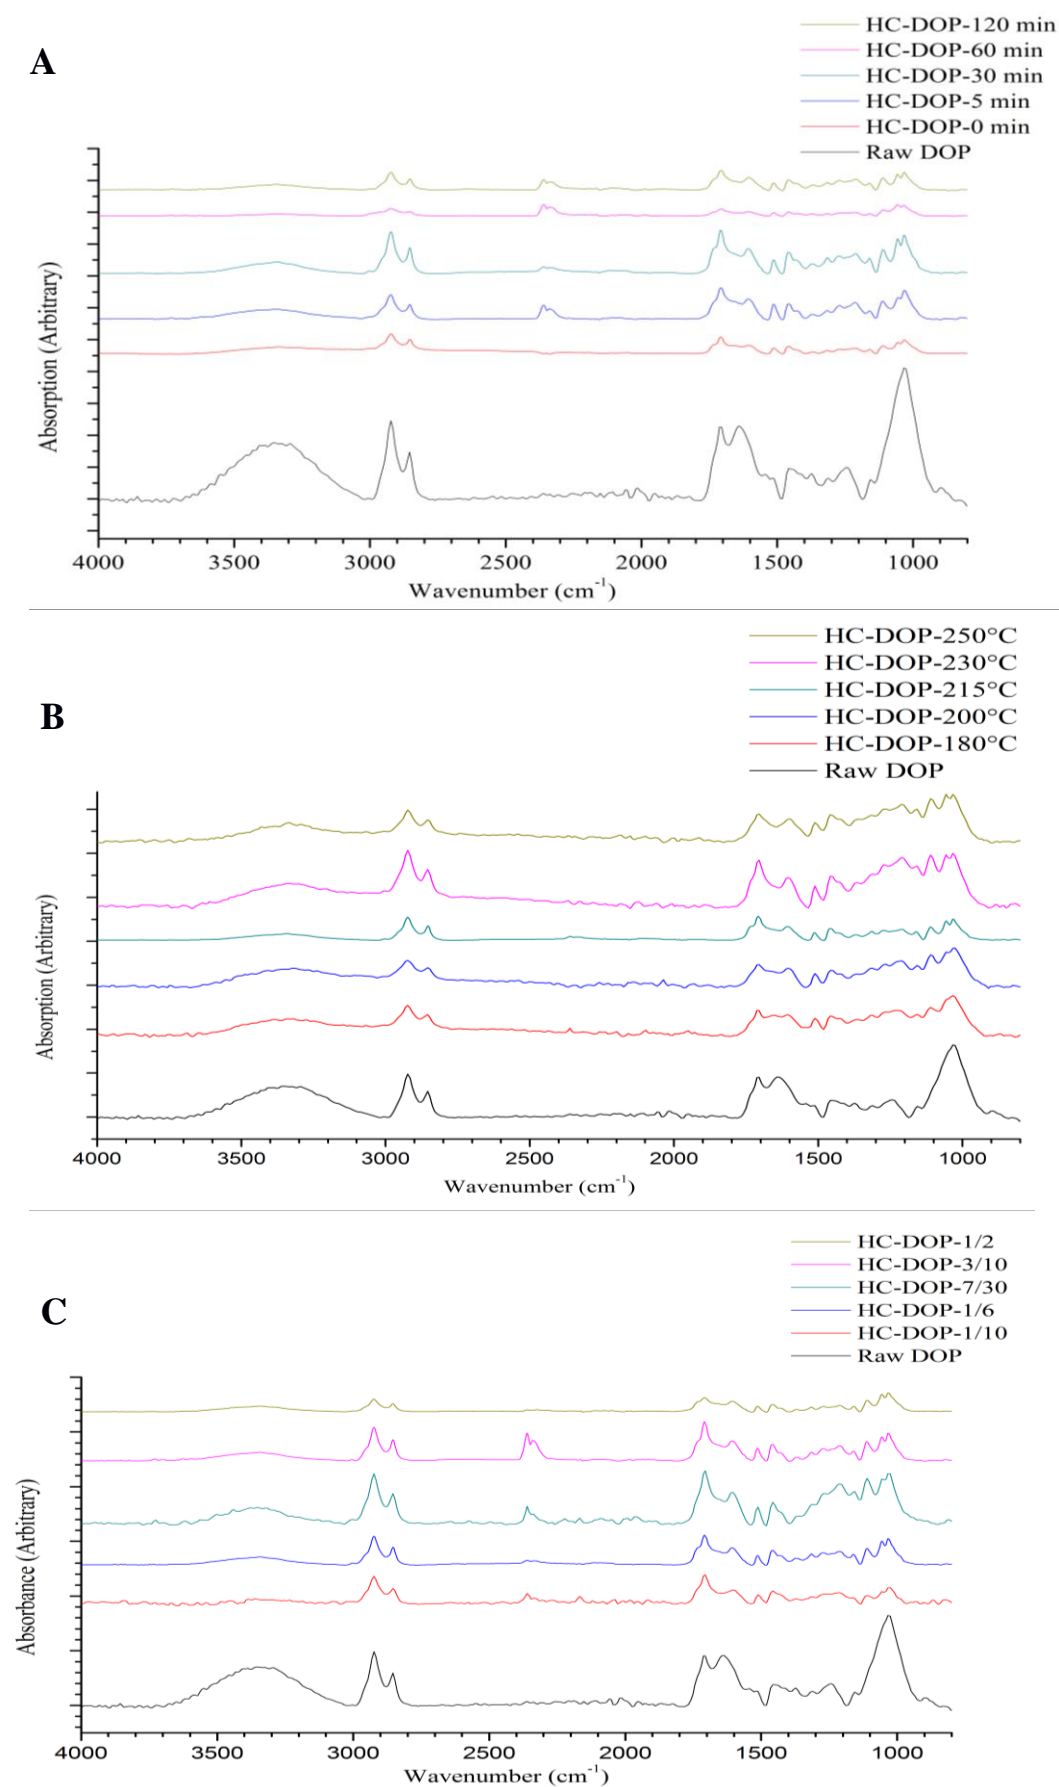 HC-DOP-120 min
A
HC-DOP-60 min
HC-DOP-30 min
HC-DOP-5 min
HC-DOP-0 min
Raw DOP
Absorption (Arbitrary)
4000 3500 3000 2500 2000 1500 1000
Wavenumber (cm⁻¹)
HC-DOP-250°C
HC-DOP-230°C
HC-DOP-215°C
B
HC-DOP-200°C
HC-DOP-180°C
Raw DOP
Absorption (Arbitrary)
4000 3500 3000 2500 2000 1500 1000
Wavenumber (cm⁻¹)
HC-DOP-1/2
HC-DOP-3/10
HC-DOP-7/30
C
HC-DOP-1/6
HC-DOP-1/10
Raw DOP
Absorbance (Arbitrary)
4000 3500 3000 2500 2000 1500 1000
Wavenumber (cm⁻¹)